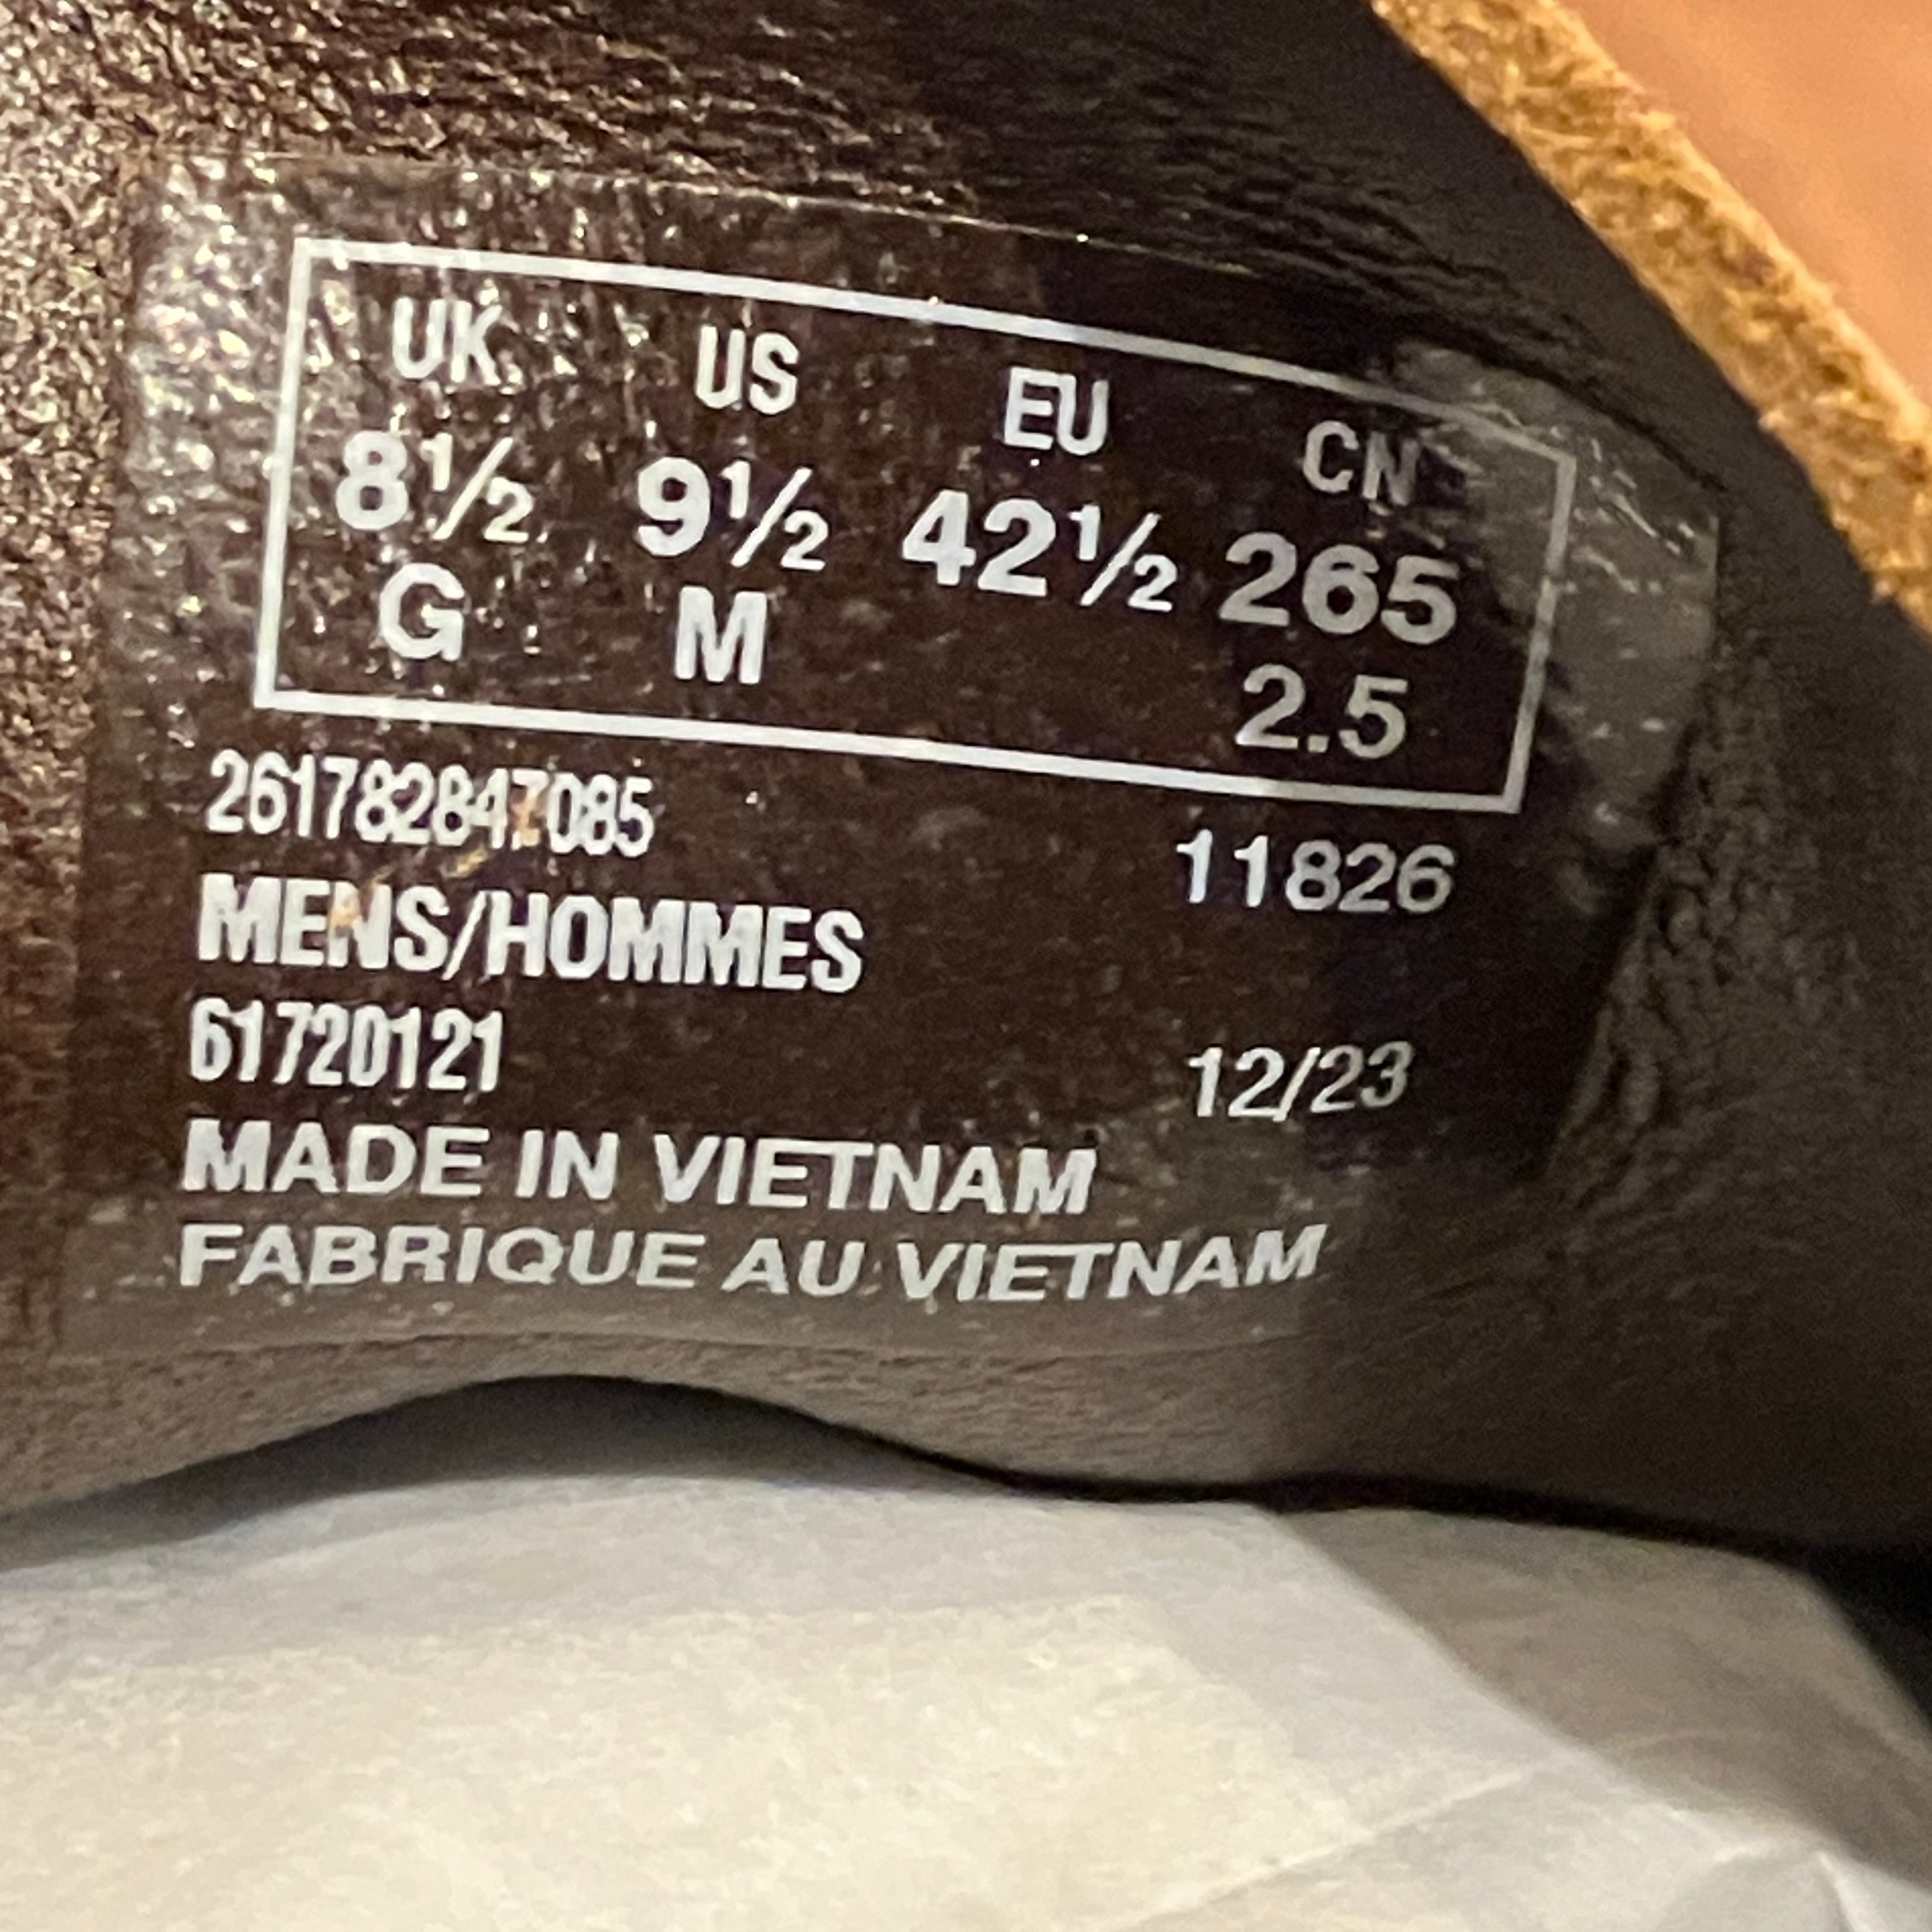 UK US EU CN
8½ 9½ 42½ 265
G M 2.5
261782847085 11826
MENS/HOMMES
61720121 12/23
MADE IN VIETNAM
FABRIQUE AU VIETNAM